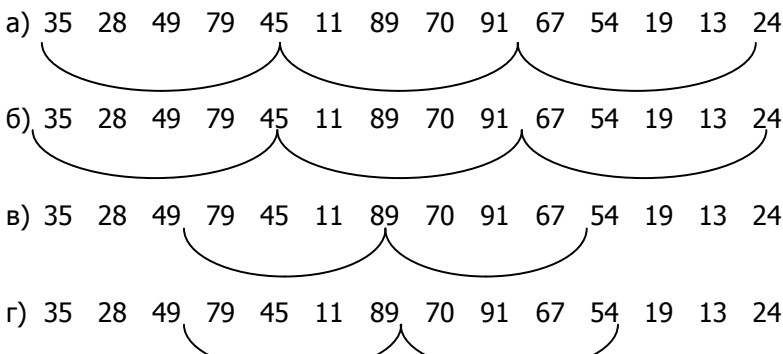 а) 35 28 49 79 45 11 89 70 91 67 54 19 13 24
б) 35 28 49 79 45 11 89 70 91 67 54 19 13 24
в) 35 28 49 79 45 11 89 70 91 67 54 19 13 24
г) 35 28 49 79 45 11 89 70 91 67 54 19 13 24